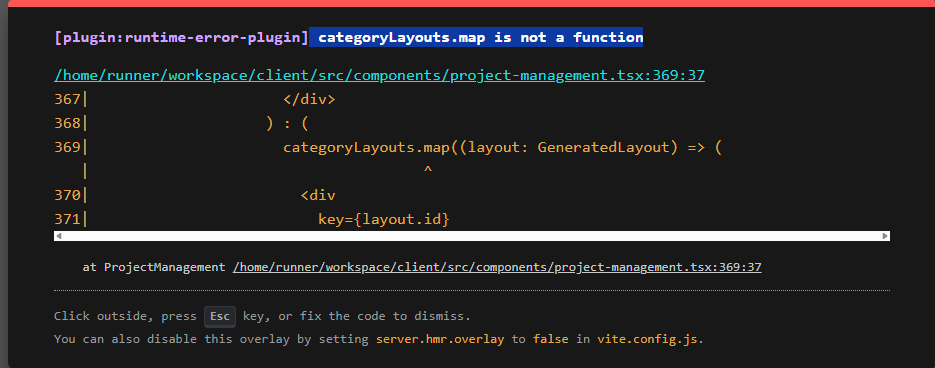 [plugin:runtime-error-plugin] categoryLayouts.map is not a function
/home/runner/workspace/client/src/components/project-management.tsx:369:37
367| </div>
368| ) : (
369| categoryLayouts.map((layout: GeneratedLayout) => (
| ^
370| <div
371| key={layout.id}
at ProjectManagement /home/runner/workspace/client/src/components/project-management.tsx:369:37
Click outside, press Esc key, or fix the code to dismiss.
You can also disable this overlay by setting server.hmr.overlay to false in vite.config.js.